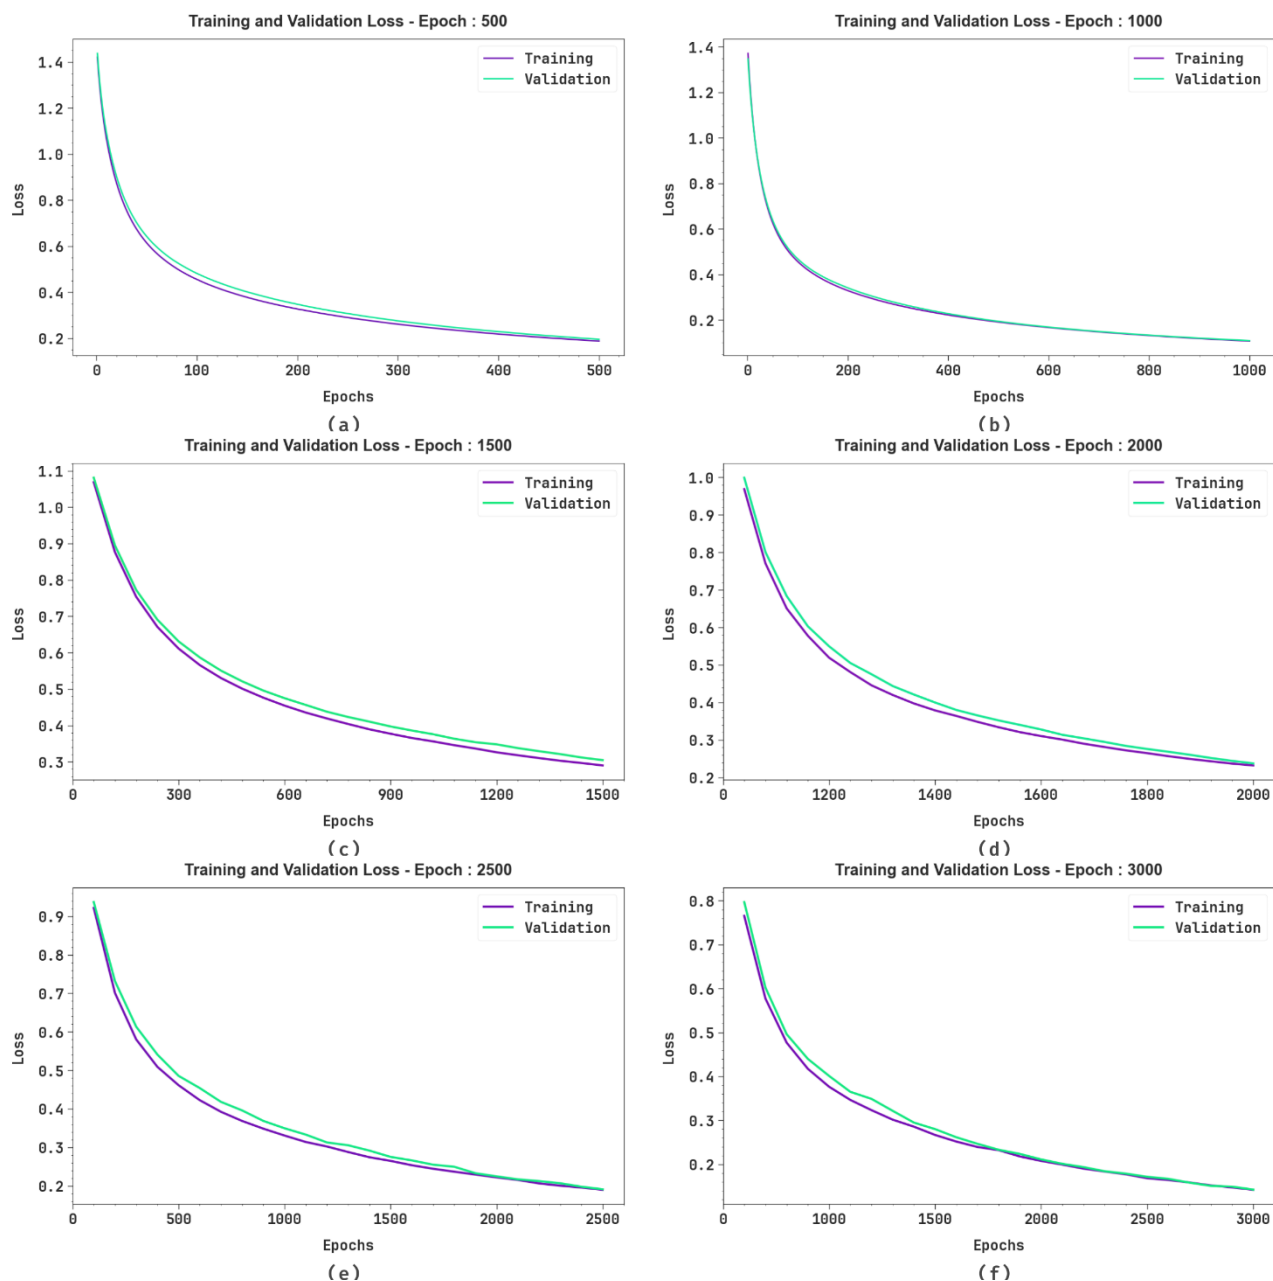 Training and Validation Loss - Epoch : 500
Training
Validation
Loss
1.4
1.2
1.0
0.8
0.6
0.4
0.2
0 100 200 300 400 500
Epochs
(a)
Training and Validation Loss - Epoch : 1000
Training
Validation
Loss
1.4
1.2
1.0
0.8
0.6
0.4
0.2
0 200 400 600 800 1000
Epochs
(b)
Training and Validation Loss - Epoch : 1500
Training
Validation
Loss
1.1
1.0
0.9
0.8
0.7
0.6
0.5
0.4
0.3
0 300 600 900 1200 1500
Epochs
(c)
Training and Validation Loss - Epoch : 2000
Training
Validation
Loss
1.0
0.9
0.8
0.7
0.6
0.5
0.4
0.3
0.2
0 1200 1400 1600 1800 2000
Epochs
(d)
Training and Validation Loss - Epoch : 2500
Training
Validation
Loss
0.9
0.8
0.7
0.6
0.5
0.4
0.3
0.2
0 500 1000 1500 2000 2500
Epochs
(e)
Training and Validation Loss - Epoch : 3000
Training
Validation
Loss
0.8
0.7
0.6
0.5
0.4
0.3
0.2
0 1000 1500 2000 2500 3000
Epochs
(f)